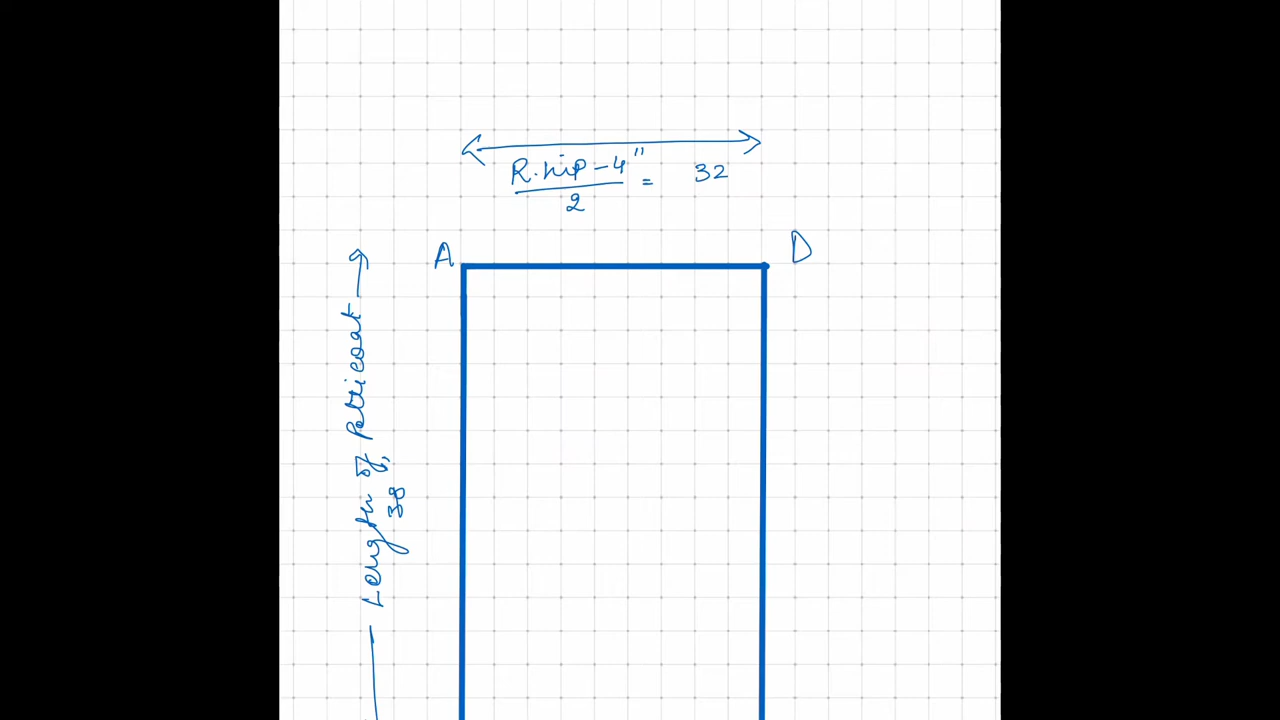 R.hip-4"
2
= 32
A
D
Length of Petticoat
38